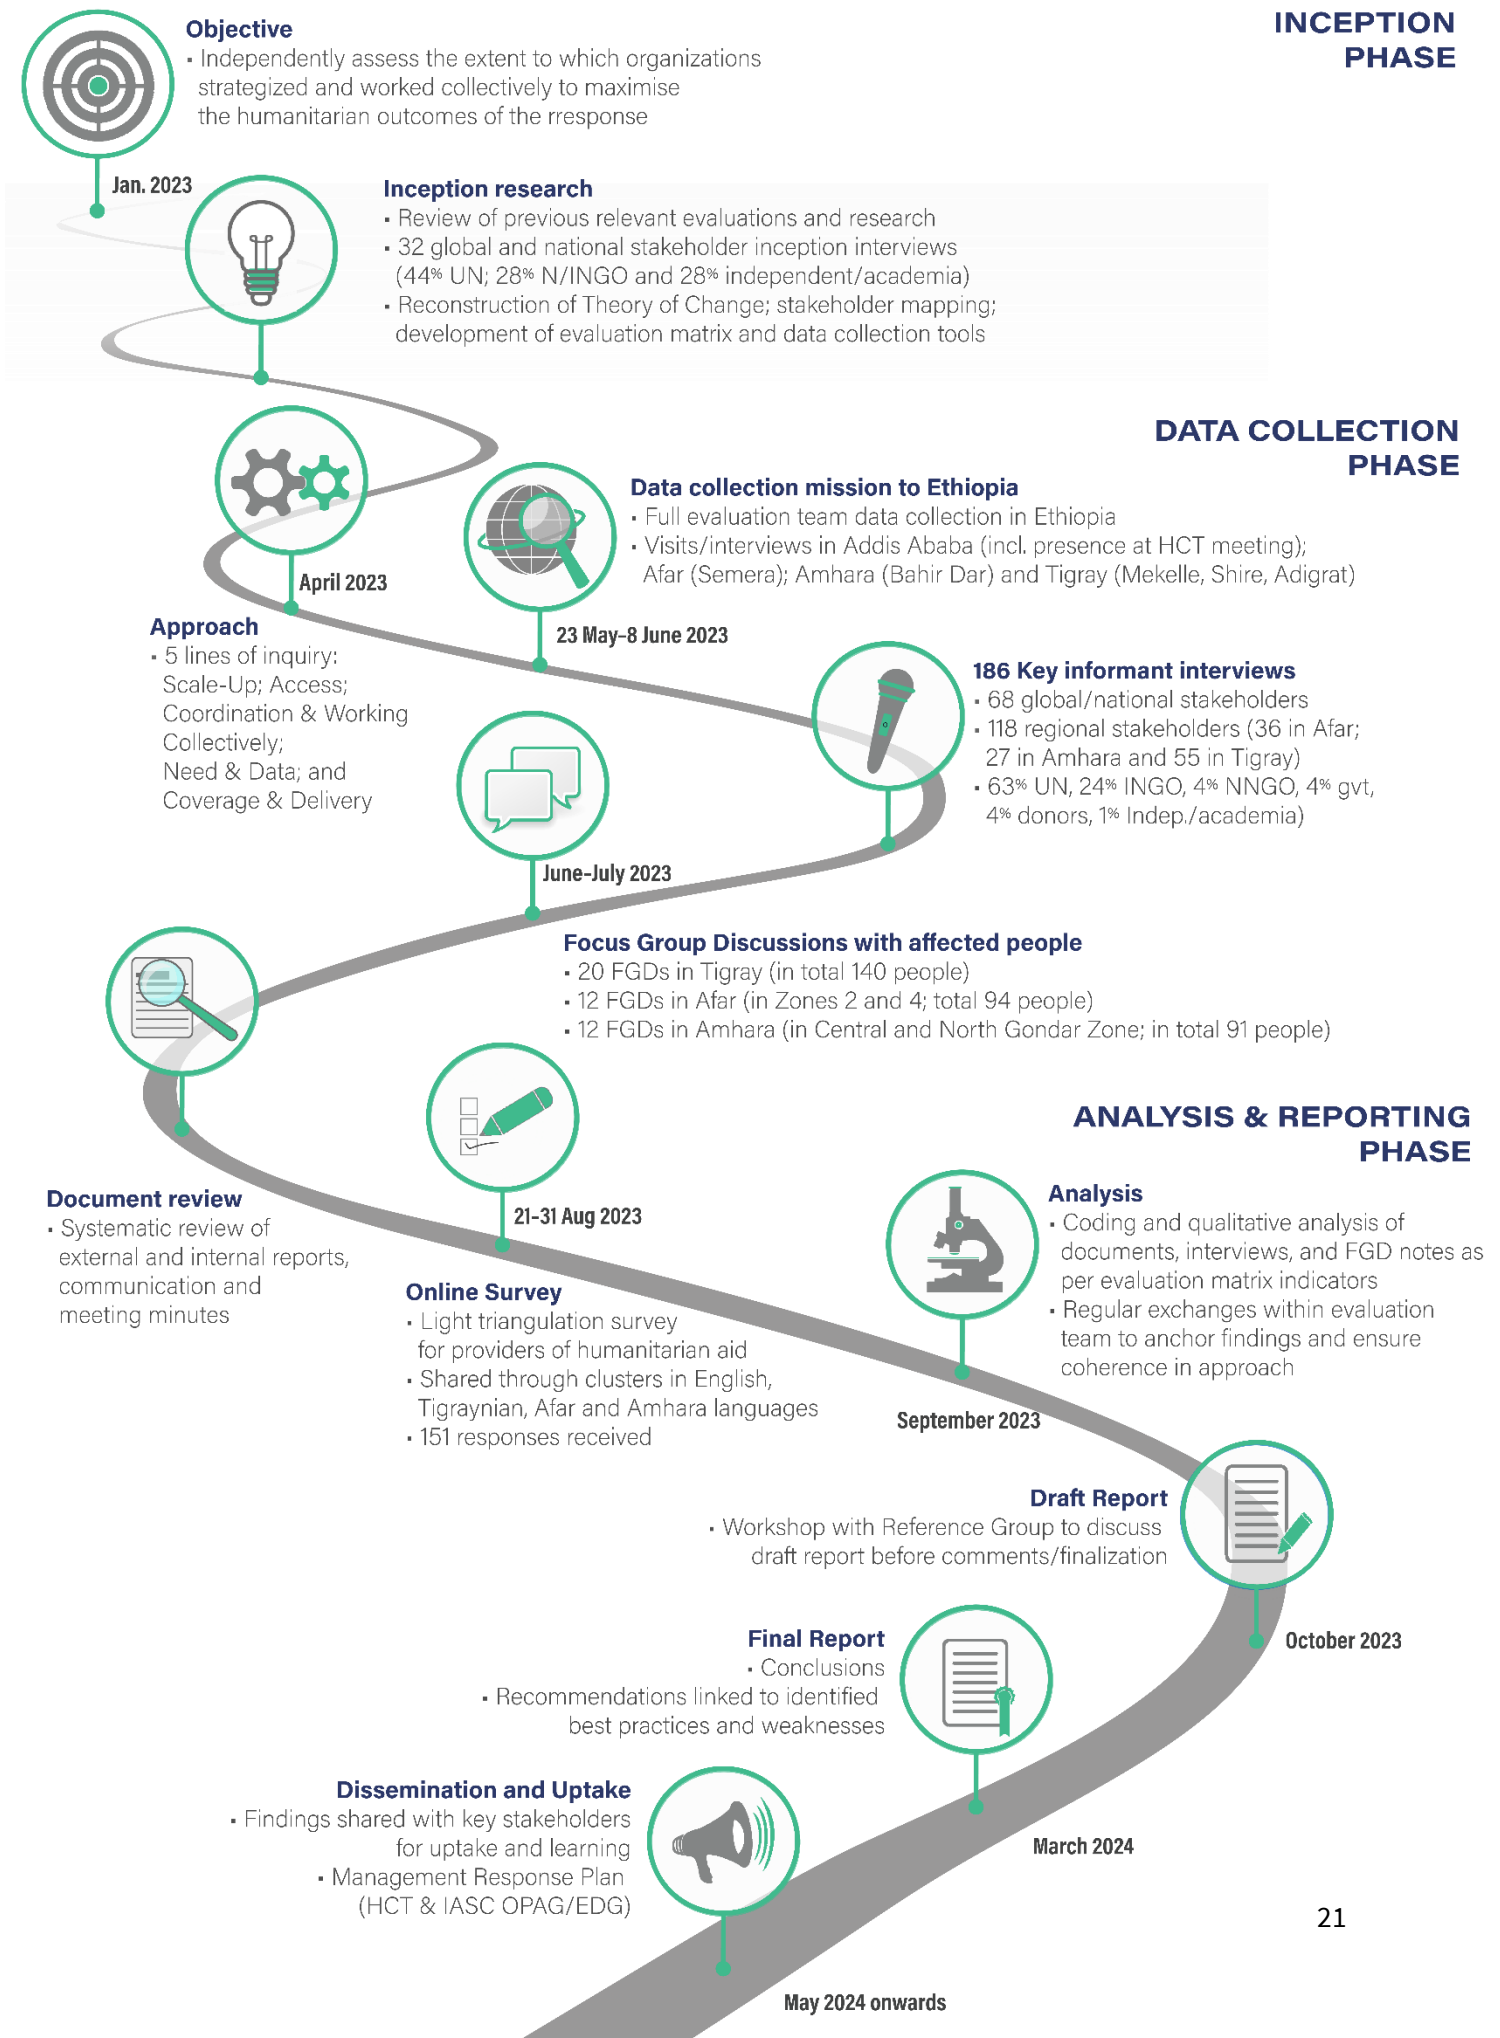 INCEPTION
PHASE
Objective
▪ Independently assess the extent to which organizations
strategized and worked collectively to maximise
the humanitarian outcomes of the rresponse
Jan. 2023
Inception research
▪ Review of previous relevant evaluations and research
▪ 32 global and national stakeholder inception interviews
(44% UN; 28% N/INGO and 28% independent/academia)
▪ Reconstruction of Theory of Change; stakeholder mapping;
development of evaluation matrix and data collection tools
DATA COLLECTION
PHASE
April 2023
Approach
▪ 5 lines of inquiry:
Scale-Up; Access;
Coordination & Working
Collectively;
Need & Data; and
Coverage & Delivery
Data collection mission to Ethiopia
▪ Full evaluation team data collection in Ethiopia
▪ Visits/interviews in Addis Ababa (incl. presence at HCT meeting);
Afar (Semera); Amhara (Bahir Dar) and Tigray (Mekelle, Shire, Adigrat)
23 May–8 June 2023
186 Key informant interviews
▪ 68 global/national stakeholders
▪ 118 regional stakeholders (36 in Afar;
27 in Amhara and 55 in Tigray)
▪ 63% UN, 24% INGO, 4% NNGO, 4% gvt,
4% donors, 1% Indep./academia)
June–July 2023
Focus Group Discussions with affected people
▪ 20 FGDs in Tigray (in total 140 people)
▪ 12 FGDs in Afar (in Zones 2 and 4; total 94 people)
▪ 12 FGDs in Amhara (in Central and North Gondar Zone; in total 91 people)
Document review
▪ Systematic review of
external and internal reports,
communication and
meeting minutes
21–31 Aug 2023
Online Survey
▪ Light triangulation survey
for providers of humanitarian aid
▪ Shared through clusters in English,
Tigraynian, Afar and Amhara languages
▪ 151 responses received
ANALYSIS & REPORTING
PHASE
Analysis
▪ Coding and qualitative analysis of
documents, interviews, and FGD notes as
per evaluation matrix indicators
▪ Regular exchanges within evaluation
team to anchor findings and ensure
coherence in approach
September 2023
Draft Report
▪ Workshop with Reference Group to discuss
draft report before comments/finalization
October 2023
Final Report
▪ Conclusions
▪ Recommendations linked to identified
best practices and weaknesses
March 2024
Dissemination and Uptake
▪ Findings shared with key stakeholders
for uptake and learning
▪ Management Response Plan
(HCT & IASC OPAG/EDG)
May 2024 onwards
21